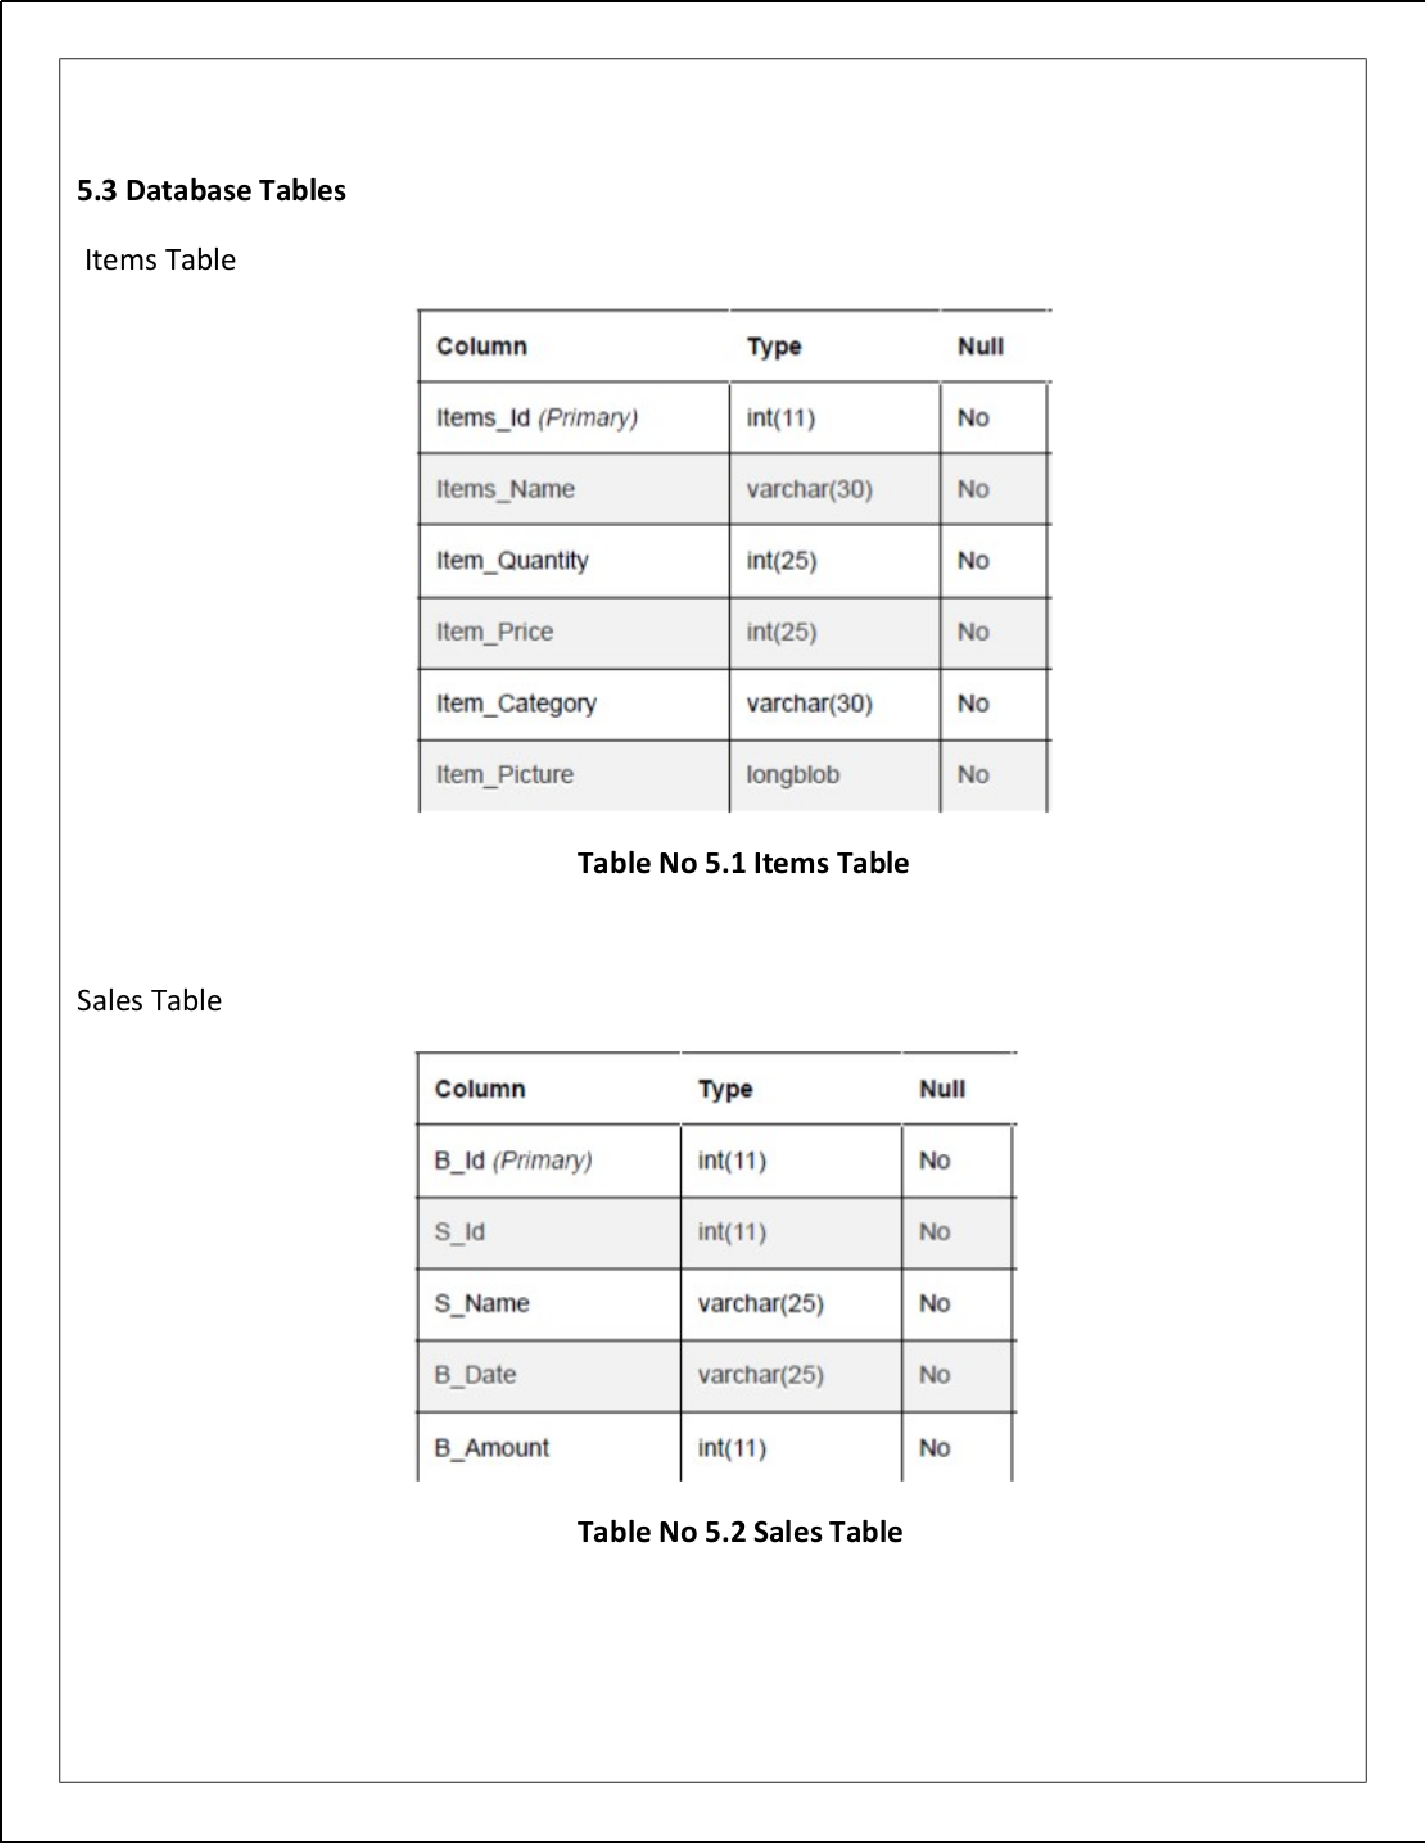 5.3 Database Tables
Items Table
Column Type Null
Items_Id (Primary) int(11) No
Items_Name varchar(30) No
Item_Quantity int(25) No
Item_Price int(25) No
Item_Category varchar(30) No
Item_Picture longblob No
Table No 5.1 Items Table
Sales Table
Column Type Null
B_Id (Primary) int(11) No
S_Id int(11) No
S_Name varchar(25) No
B_Date varchar(25) No
B_Amount int(11) No
Table No 5.2 Sales Table